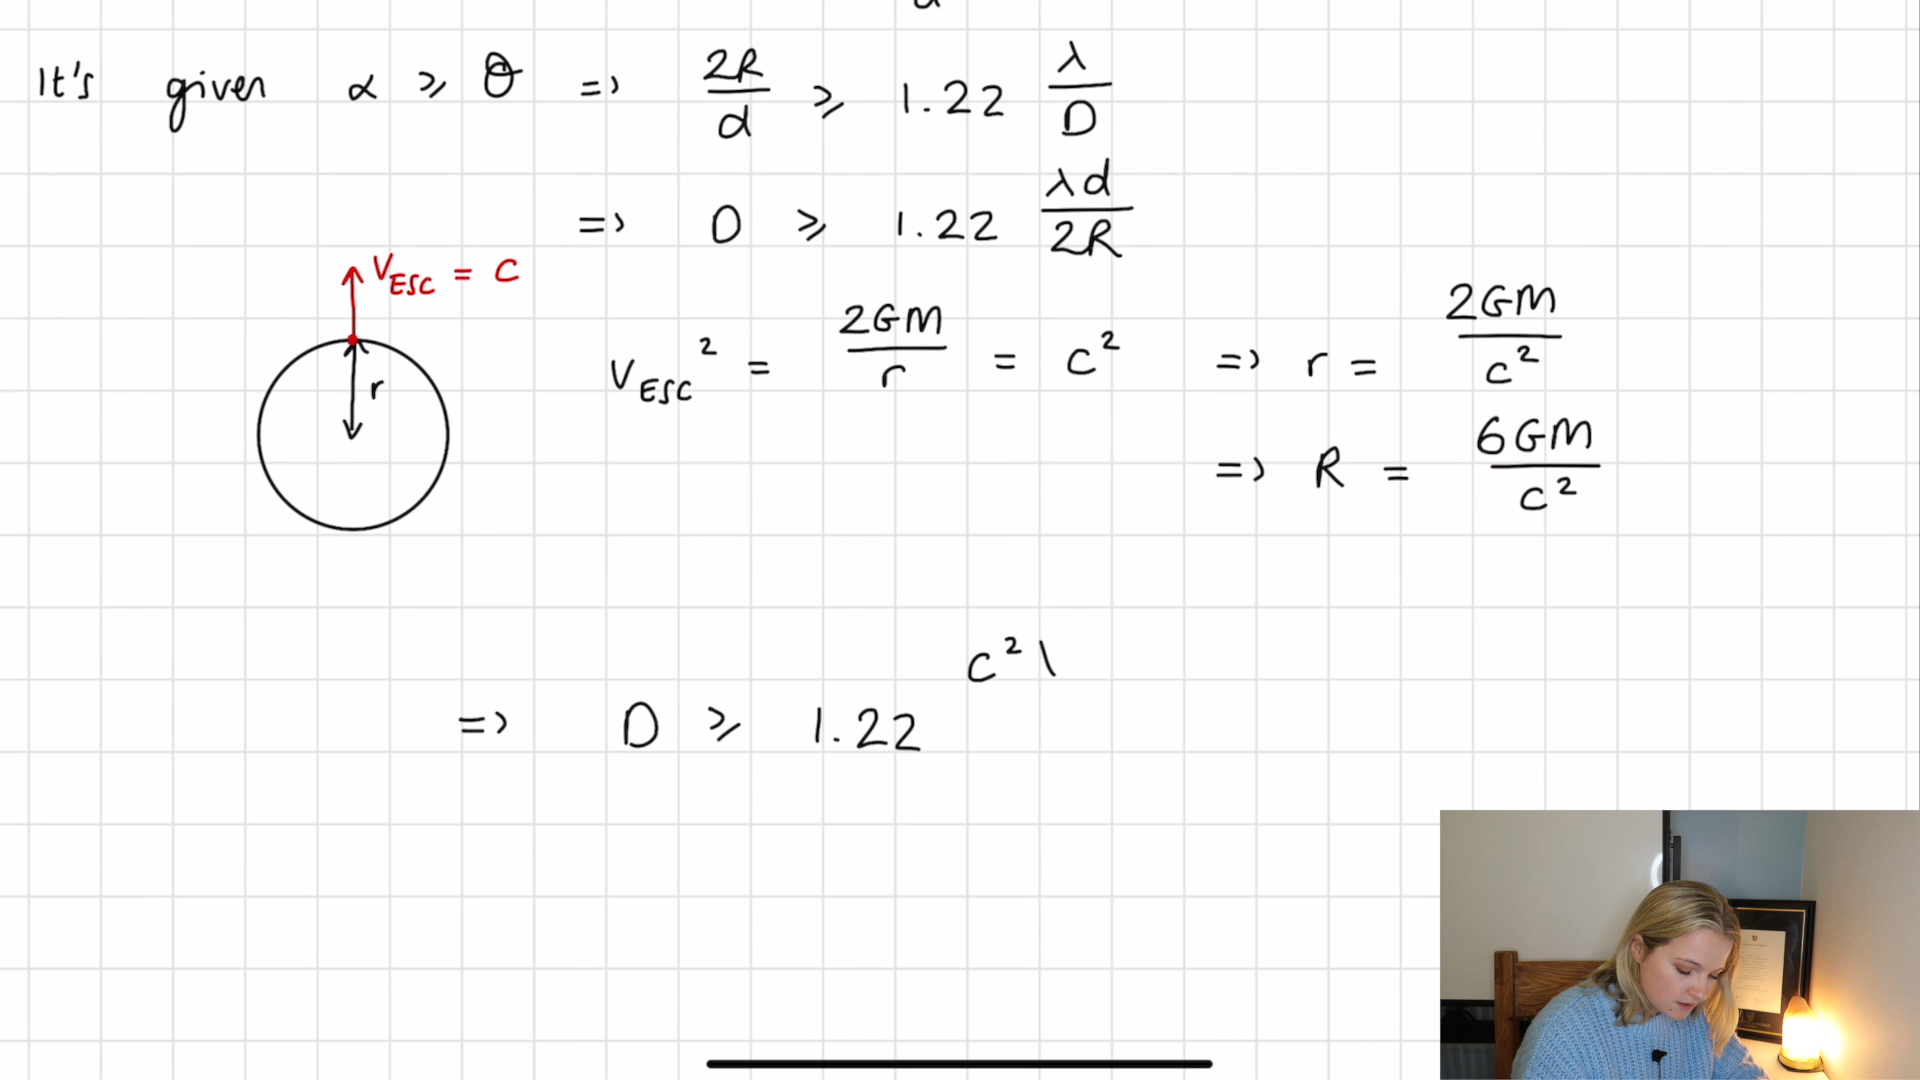 It's given α ⩾ θ => 2R/d ⩾ 1.22 λ/D
=> D ⩾ 1.22 λd/2R
V_ESC = C
r
V_ESC² = 2GM/r = c² => r = 2GM/c²
=> R = 6GM/c²
=> D ⩾ 1.22 c² \